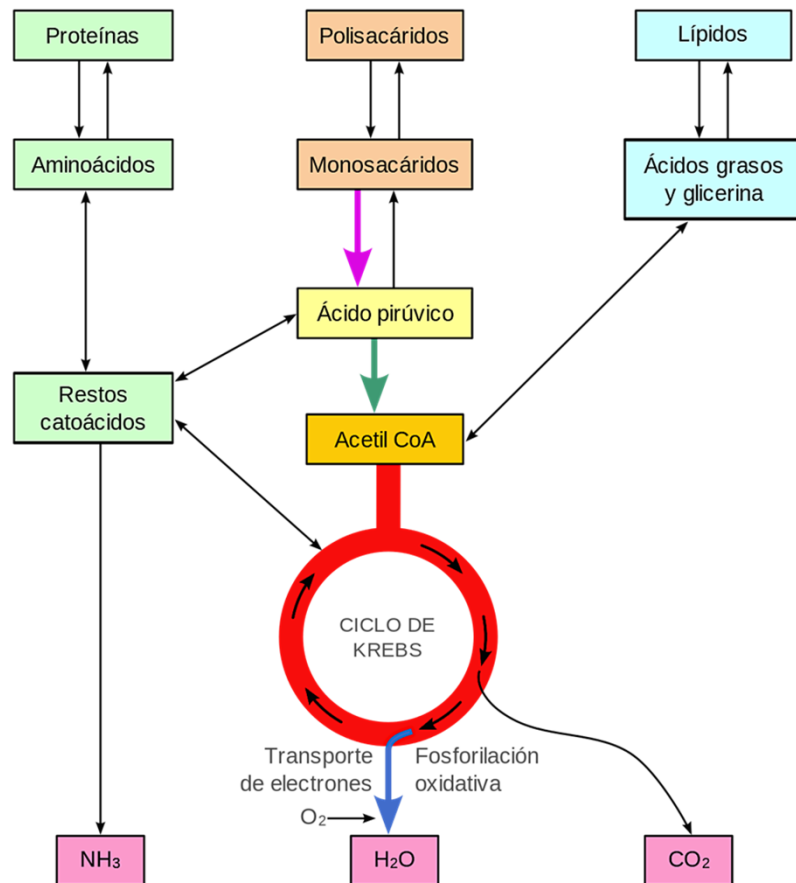 Proteínas
Polisacáridos
Lípidos
Aminoácidos
Monosacáridos
Ácidos grasos
y glicerina
Ácido pirúvico
Restos
catoácidos
Acetil CoA
CICLO DE
KREBS
Transporte
de electrones
Fosforilación
oxidativa
O₂
NH₃
H₂O
CO₂